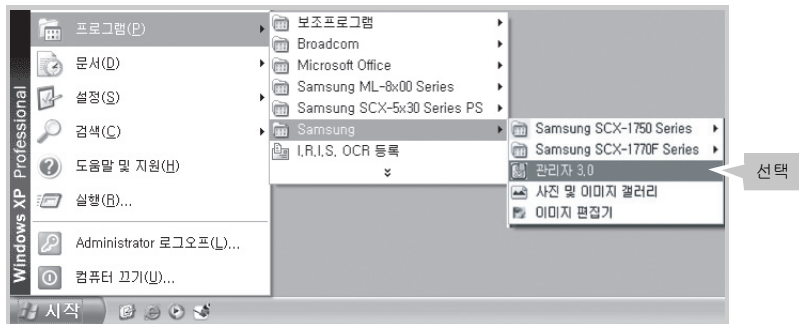 Windows XP Professional
프로그램(P)
문서(D)
설정(S)
검색(C)
도움말 및 지원(H)
실행(R)...
Administrator 로그오프(L)...
컴퓨터 끄기(U)...
시작
보조프로그램
Broadcom
Microsoft Office
Samsung ML-8x00 Series
Samsung SCX-5x30 Series PS
Samsung
I.R.I.S. OCR 등록
Samsung SCX-1750 Series
Samsung SCX-1770F Series
관리자 3.0
사진 및 이미지 갤러리
이미지 편집기
선택